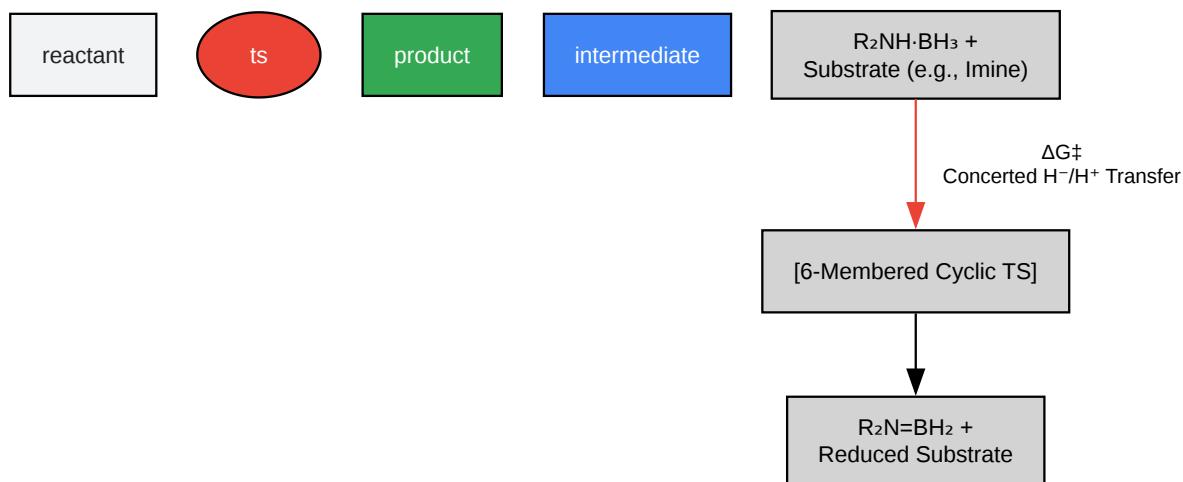 reactant
ts
product
intermediate
R₂NH·BH₃ +
Substrate (e.g., Imine)
ΔG‡
Concerted H⁻/H⁺ Transfer
[6-Membered Cyclic TS]
R₂N=BH₂ +
Reduced Substrate